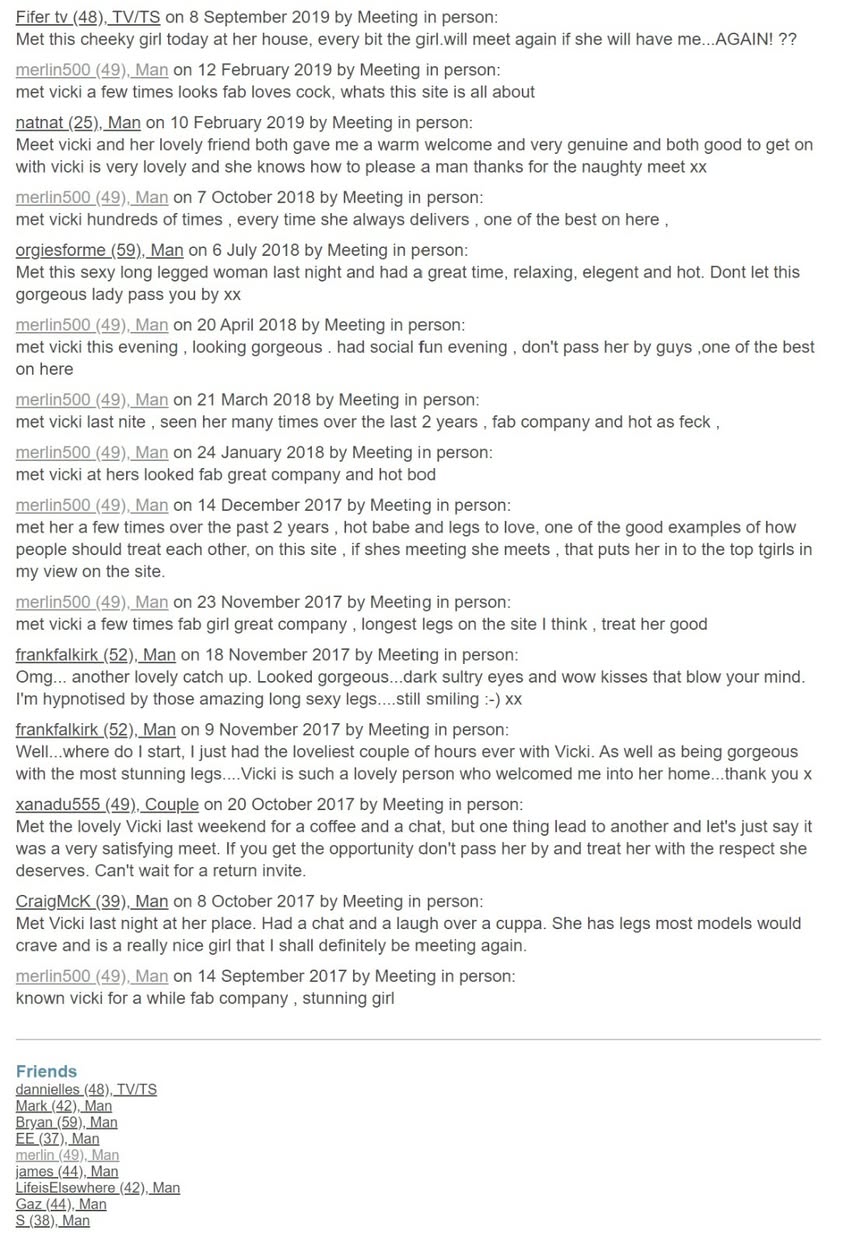 Fifer tv (48), TV/TS on 8 September 2019 by Meeting in person:
Met this cheeky girl today at her house, every bit the girl.will meet again if she will have me...AGAIN! ??
merlin500 (49), Man on 12 February 2019 by Meeting in person:
met vicki a few times looks fab loves cock, whats this site is all about
natnat (25), Man on 10 February 2019 by Meeting in person:
Meet vicki and her lovely friend both gave me a warm welcome and very genuine and both good to get on
with vicki is very lovely and she knows how to please a man thanks for the naughty meet xx
merlin500 (49), Man on 7 October 2018 by Meeting in person:
met vicki hundreds of times , every time she always delivers , one of the best on here ,
orgiesforme (59), Man on 6 July 2018 by Meeting in person:
Met this sexy long legged woman last night and had a great time, relaxing, elegent and hot. Dont let this
gorgeous lady pass you by xx
merlin500 (49), Man on 20 April 2018 by Meeting in person:
met vicki this evening , looking gorgeous . had social fun evening , don't pass her by guys ,one of the best
on here
merlin500 (49), Man on 21 March 2018 by Meeting in person:
met vicki last nite , seen her many times over the last 2 years , fab company and hot as feck ,
merlin500 (49), Man on 24 January 2018 by Meeting in person:
met vicki at hers looked fab great company and hot bod
merlin500 (49), Man on 14 December 2017 by Meeting in person:
met her a few times over the past 2 years , hot babe and legs to love, one of the good examples of how
people should treat each other, on this site , if shes meeting she meets , that puts her in to the top tgirls in
my view on the site.
merlin500 (49), Man on 23 November 2017 by Meeting in person:
met vicki a few times fab girl great company , longest legs on the site I think , treat her good
frankfalkirk (52), Man on 18 November 2017 by Meeting in person:
Omg... another lovely catch up. Looked gorgeous...dark sultry eyes and wow kisses that blow your mind.
I'm hypnotised by those amazing long sexy legs....still smiling :-) xx
frankfalkirk (52), Man on 9 November 2017 by Meeting in person:
Well...where do I start, I just had the loveliest couple of hours ever with Vicki. As well as being gorgeous
with the most stunning legs....Vicki is such a lovely person who welcomed me into her home...thank you x
xanadu555 (49), Couple on 20 October 2017 by Meeting in person:
Met the lovely Vicki last weekend for a coffee and a chat, but one thing lead to another and let's just say it
was a very satisfying meet. If you get the opportunity don't pass her by and treat her with the respect she
deserves. Can't wait for a return invite.
CraigMcK (39), Man on 8 October 2017 by Meeting in person:
Met Vicki last night at her place. Had a chat and a laugh over a cuppa. She has legs most models would
crave and is a really nice girl that I shall definitely be meeting again.
merlin500 (49), Man on 14 September 2017 by Meeting in person:
known vicki for a while fab company , stunning girl
Friends
dannielles (48), TV/TS
Mark (42), Man
Bryan (59), Man
EE (37), Man
merlin (49), Man
james (44), Man
LifeisElsewhere (42), Man
Gaz (44), Man
S (38), Man